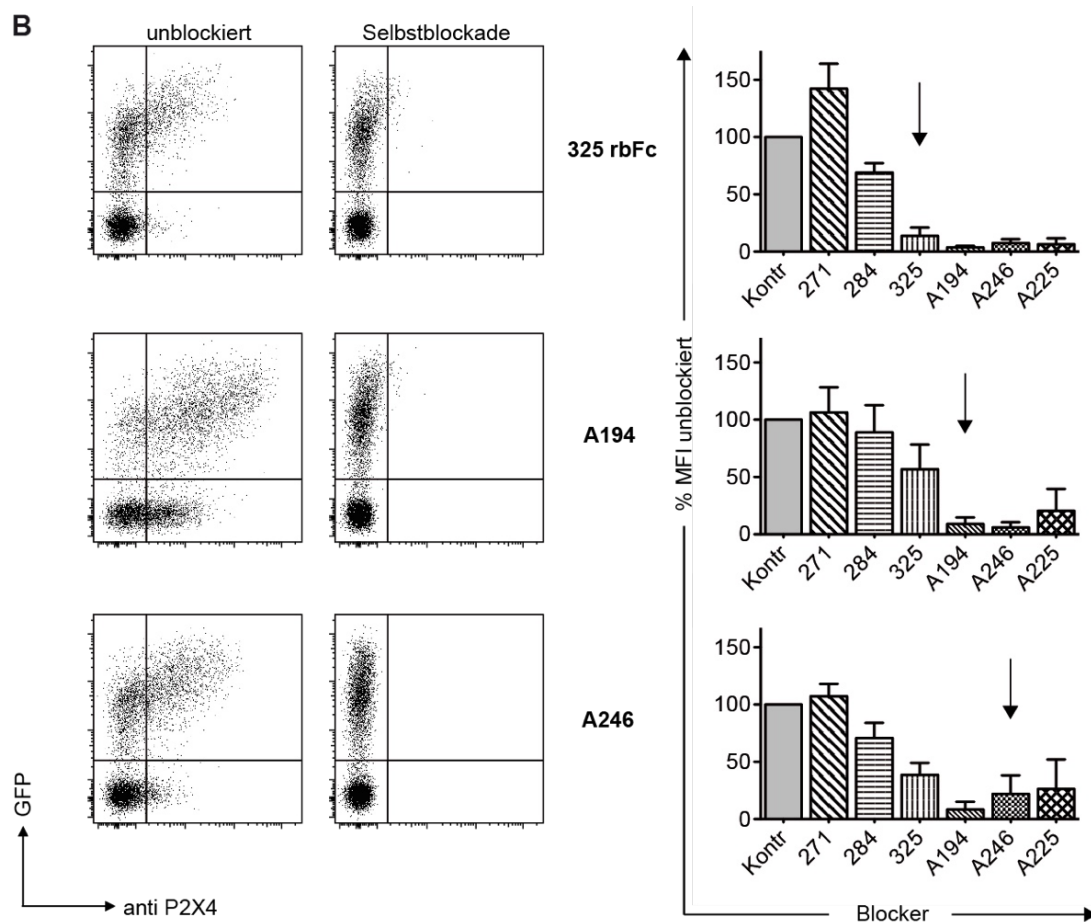 B
unblockiert
Selbstblockade
325 rbFc
A194
A246
GFP
anti P2X4
% MFI unblockiert
150
100
50
0
Kontr
271
284
325
A194
A246
A225
150
100
50
0
Kontr
271
284
325
A194
A246
A225
150
100
50
0
Kontr
271
284
325
A194
A246
A225
Blocker